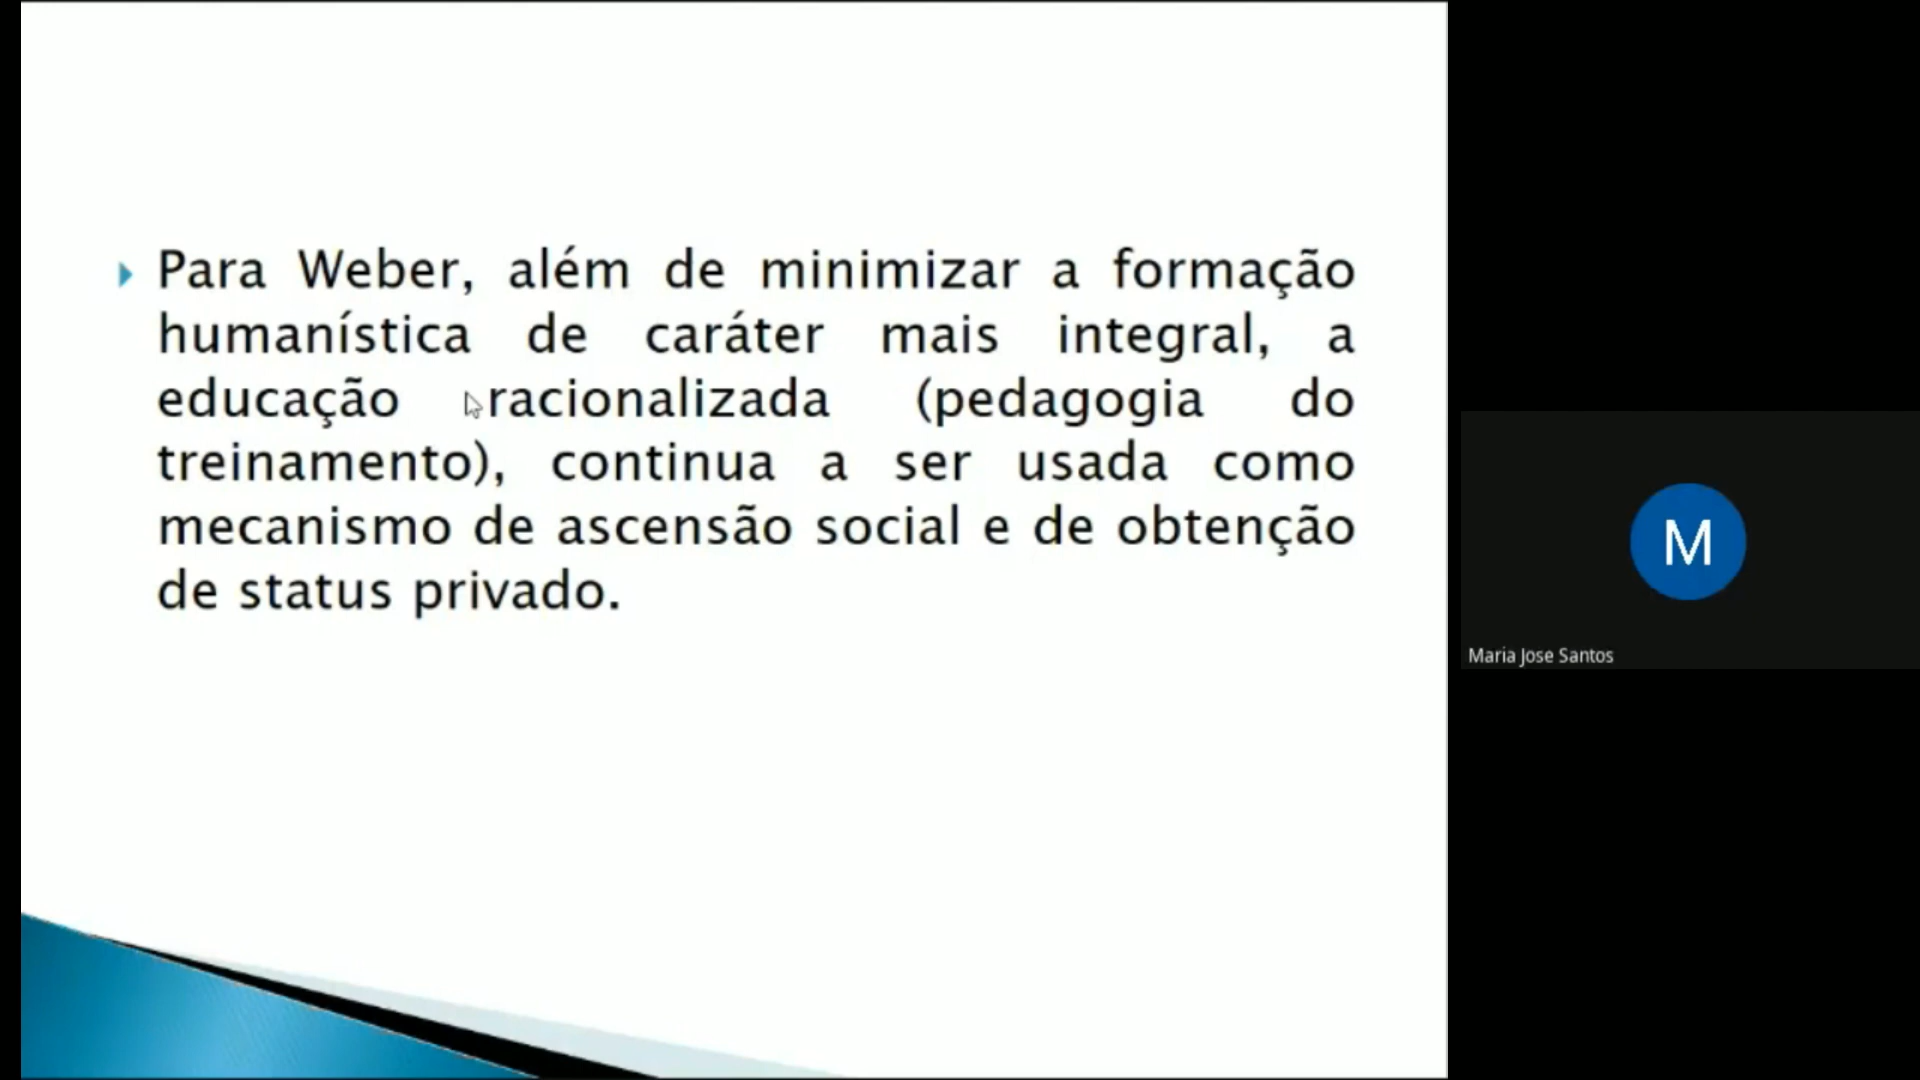 Para Weber, além de minimizar a formação
humanística de caráter mais integral, a
educação racionalizada (pedagogia do
treinamento), continua a ser usada como
mecanismo de ascensão social e de obtenção
de status privado.
M
Maria Jose Santos